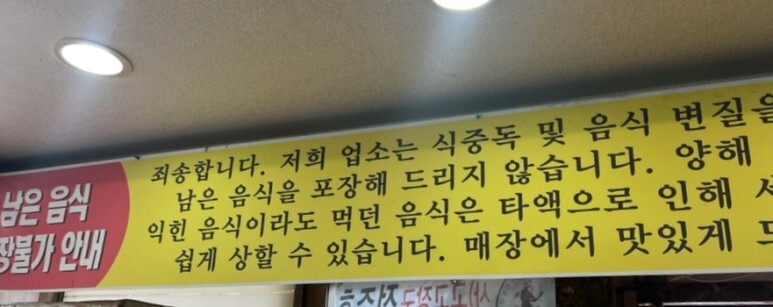 남은 음식
장불가 안내
죄송합니다. 저희 업소는 식중독 및 음식 변질을
남은 음식을 포장해 드리지 않습니다. 양해
익힌 음식이라도 먹던 음식은 타액으로 인해
쉽게 상할 수 있습니다. 매장에서 맛있게